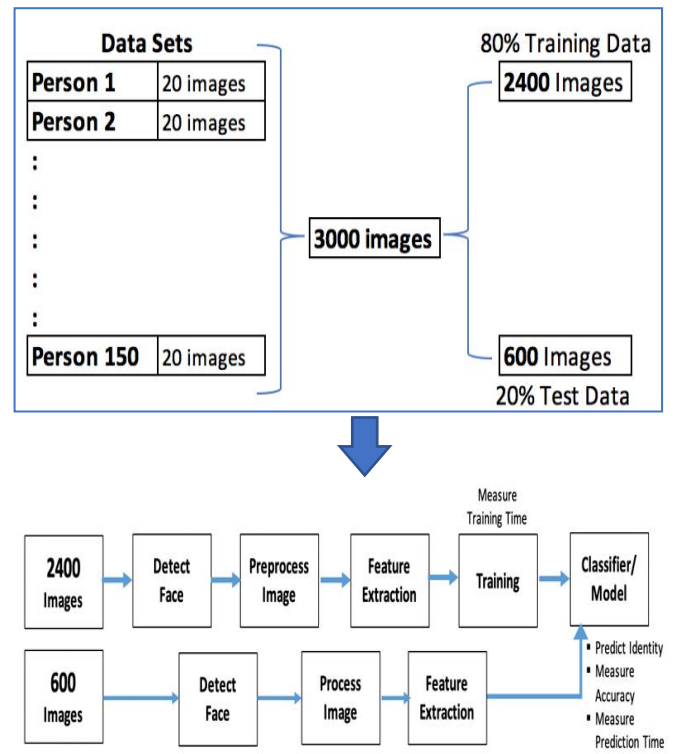 Data Sets
80% Training Data
Person 1 20 images
2400 Images
Person 2 20 images
:
:
:
3000 images
:
:
Person 150 20 images
600 Images
20% Test Data
Measure
Training Time
2400
Images
Detect
Face
Preprocess
Image
Feature
Extraction
Training
Classifier/
Model
600
Images
Detect
Face
Process
Image
Feature
Extraction
▪ Predict Identity
▪ Measure
Accuracy
▪ Measure
Prediction Time